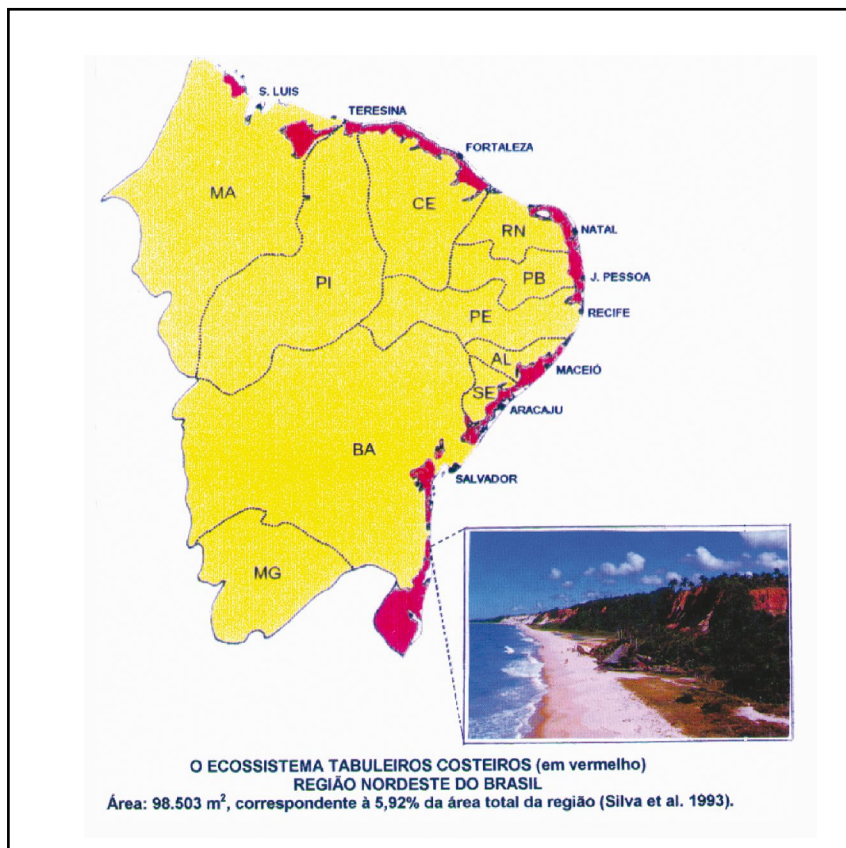 S. LUIS
TERESINA
FORTALEZA
MA
CE
RN
NATAL
PI
PB
J. PESSOA
PE
RECIFE
AL
MACEIÓ
SE
ARACAJU
BA
SALVADOR
MG
O ECOSSISTEMA TABULEIROS COSTEIROS (em vermelho)
REGIÃO NORDESTE DO BRASIL
Área: 98.503 m², correspondente à 5,92% da área total da região (Silva et al. 1993).